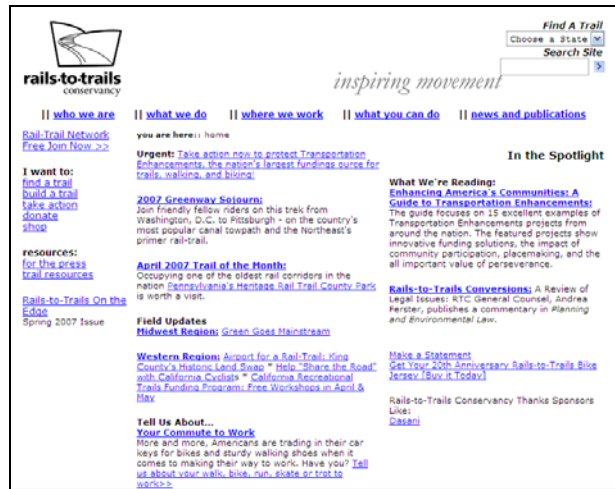 Find A Trail
Choose a State
Search Site
rails·to·trails
conservancy
inspiring movement
|| who we are || what we do || where we work || what you can do || news and publications
Rail-Trail Network
Free Join Now >>
I want to:
find a trail
build a trail
take action
donate
shop
resources:
for the press
trail resources
Rails-to-Trails On the
Edge
Spring 2007 Issue
you are here:: home
Urgent: Take action now to protect Transportation
Enhancements, the nation's largest fundings ource for
trails, walking, and biking!
2007 Greenway Sojourn:
Join friendly fellow riders on this trek from
Washington, D.C. to Pittsburgh - on the country's
most popular canal towpath and the Northeast's
primer rail-trail.
April 2007 Trail of the Month:
Occupying one of the oldest rail corridors in the
nation Pennsylvania's Heritage Rail Trail County Park
is worth a visit.
Field Updates
Midwest Region: Green Goes Mainstream
Western Region: Airport for a Rail-Trail: King
County's Historic Land Swap * Help "Share the Road"
with California Cyclists * California Recreational
Trails Funding Program: Free Workshops in April &
May
Tell Us About...
Your Commute to Work
More and more, Americans are trading in their car
keys for bikes and sturdy walking shoes when it
comes to making their way to work. Have you? Tell
us about your walk, bike, run, skate or trot to
work>>
In the Spotlight
What We're Reading:
Enhancing America's Communities: A
Guide to Transportation Enhancements:
The guide focuses on 15 excellent examples of
Transportation Enhancements projects from
around the nation. The featured projects show
innovative funding solutions, the impact of
community participation, placemaking, and the
all important value of perseverance.
Rails-to-Trails Conversions: A Review of
Legal Issues: RTC General Counsel, Andrea
Ferster, publishes a commentary in Planning
and Environmental Law.
Make a Statement
Get Your 20th Anniversary Rails-to-Trails Bike
Jersey [Buy it Today]
Rails-to-Trails Conservancy Thanks Sponsors
Like:
Dasani